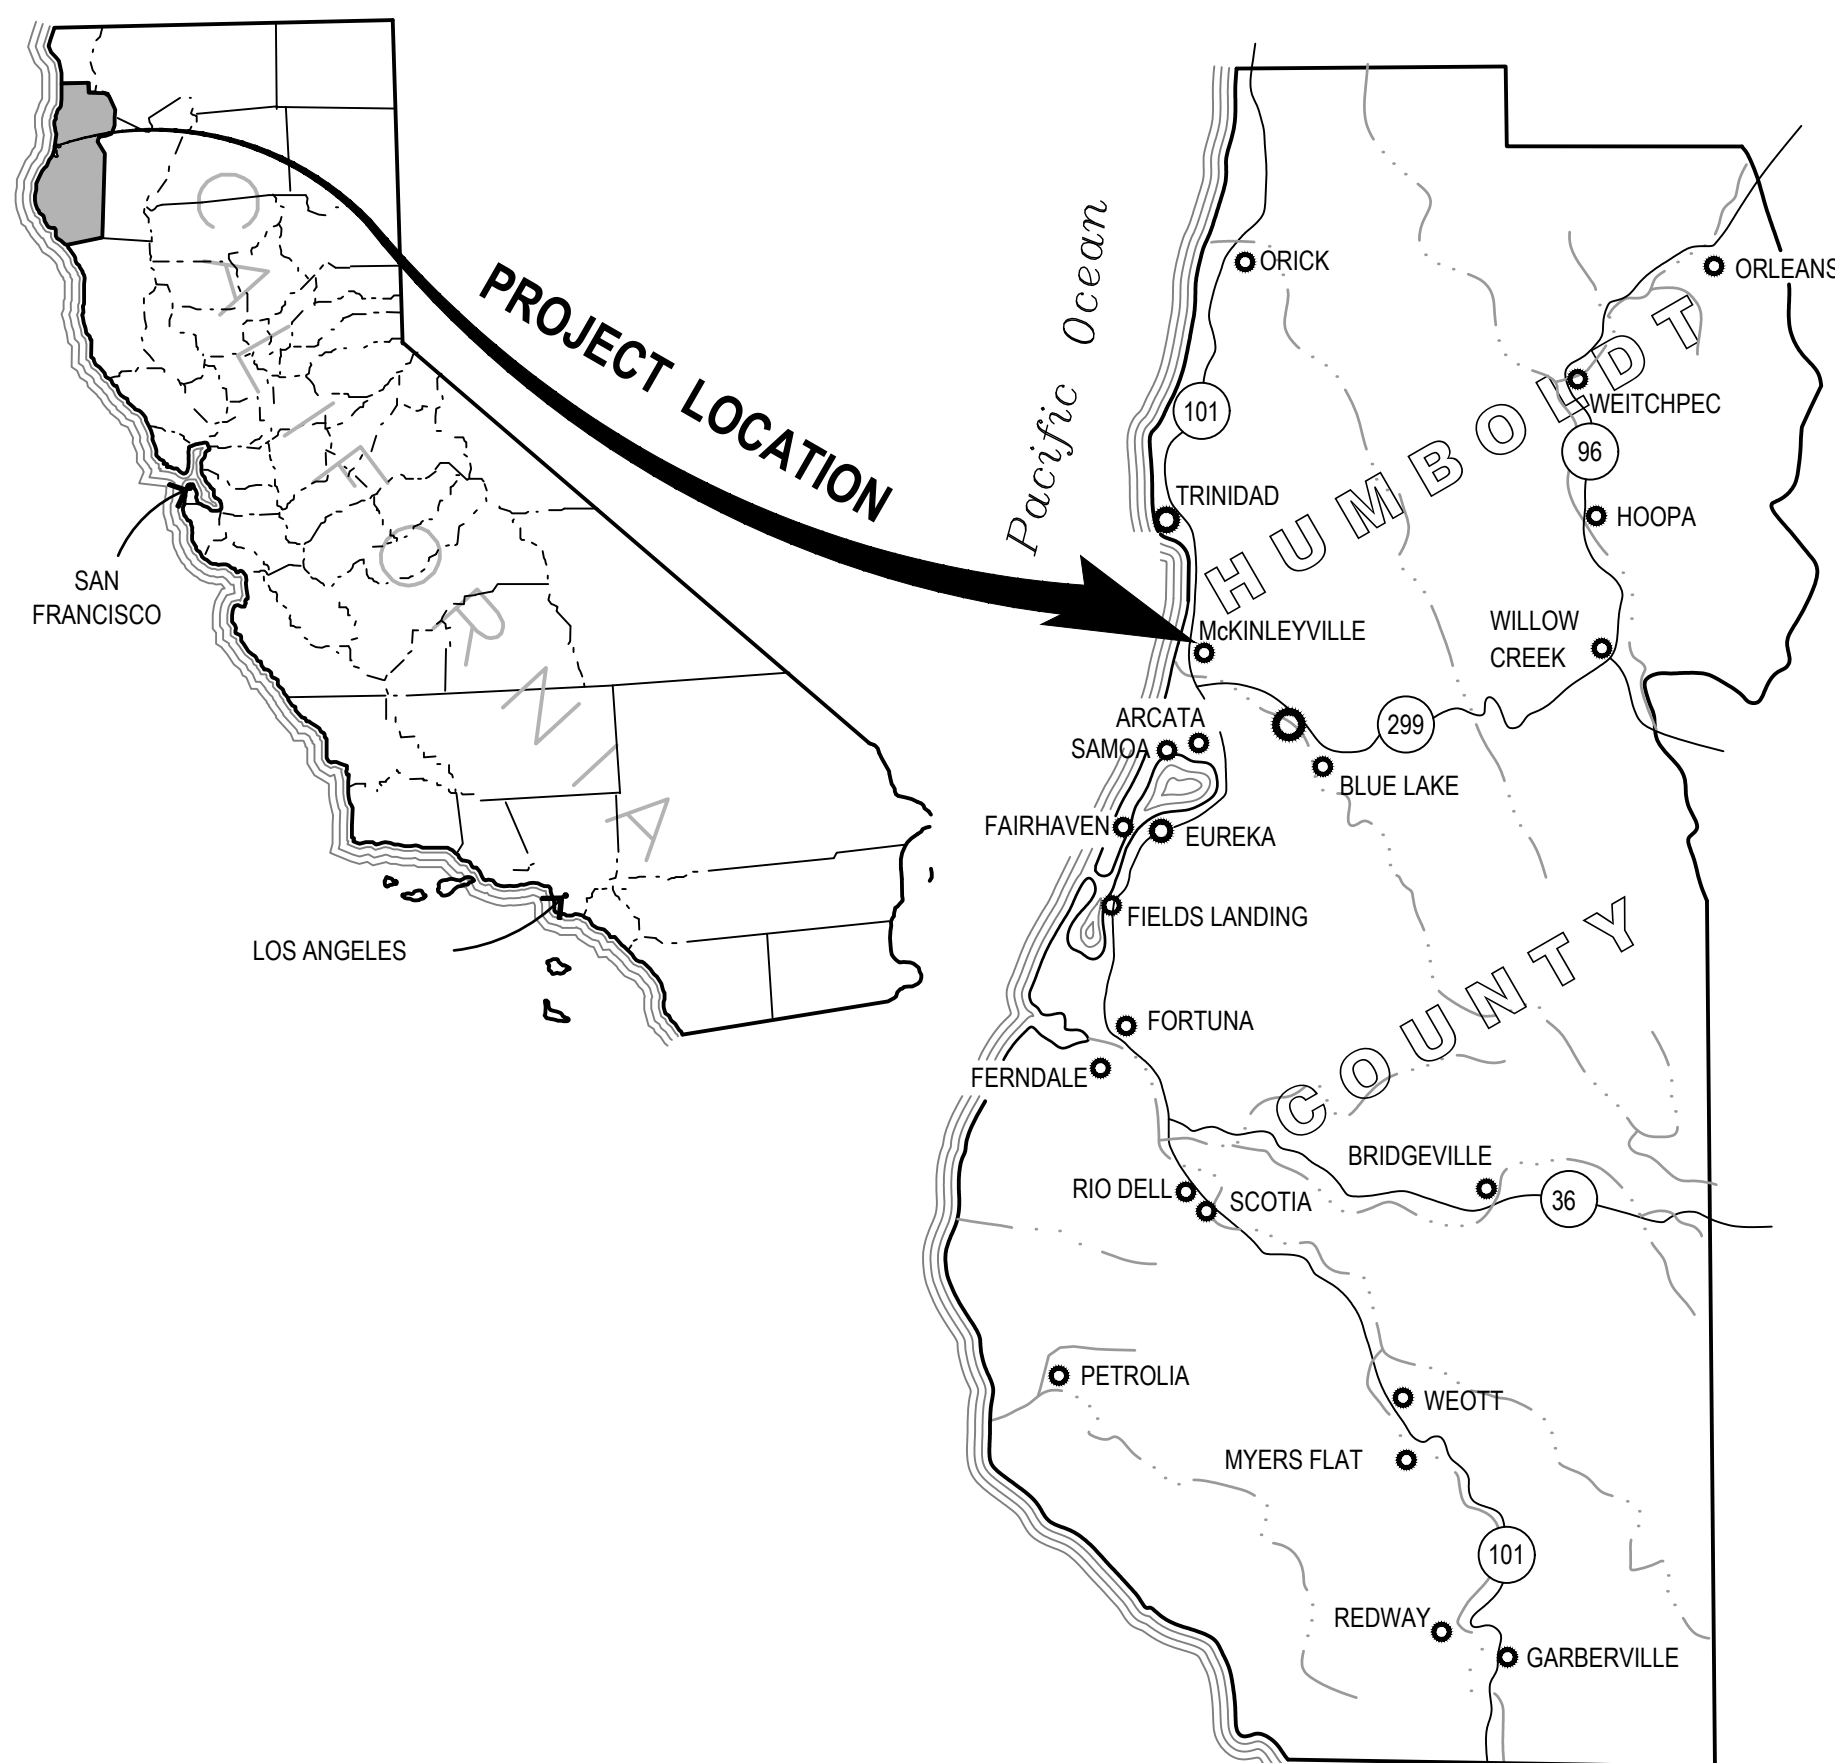 CALIFORNIA
SAN
FRANCISCO
LOS ANGELES
PROJECT LOCATION
Pacific Ocean
HUMBOLDT
COUNTY
ORICK
ORLEANS
101
WEITCHPEC
96
TRINIDAD
HOOPA
McKINLEYVILLE
WILLOW
CREEK
ARCATA
299
SAMOA
BLUE LAKE
FAIRHAVEN
EUREKA
FIELDS LANDING
FORTUNA
FERNDALE
BRIDGEVILLE
RIO DELL
SCOTIA
36
PETROLIA
WEOTT
MYERS FLAT
101
REDWAY
GARBERVILLE